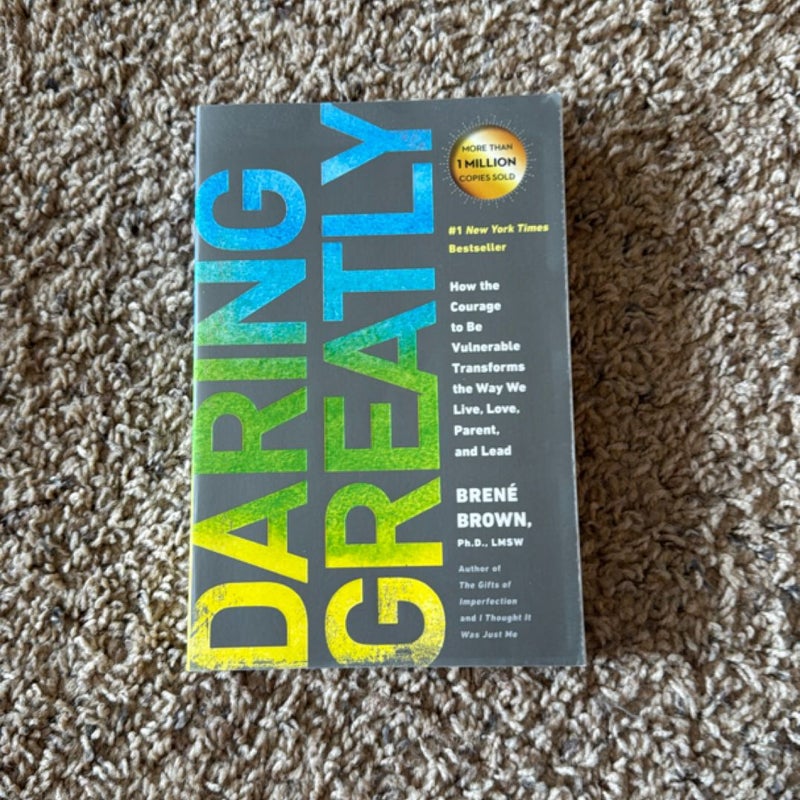 DARING
GREATLY
MORE THAN
1 MILLION
COPIES SOLD
#1 New York Times
Bestseller
How the
Courage
to Be
Vulnerable
Transforms
the Way We
Live, Love,
Parent,
and Lead
BRENÉ
BROWN,
Ph.D., LMSW
Author of
The Gifts of
Imperfection
and I Thought It
Was Just Me